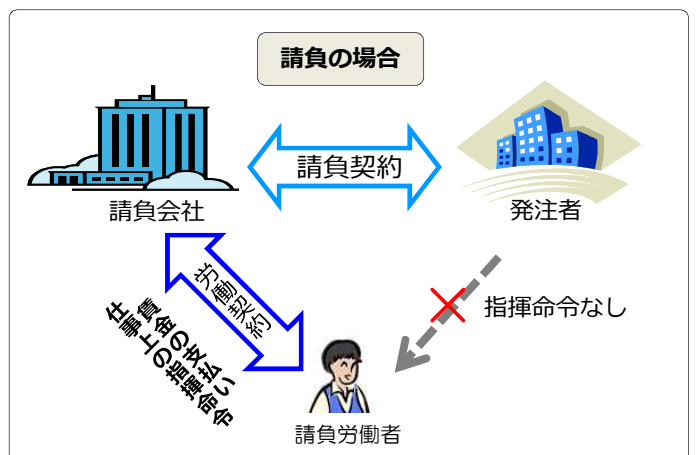 請負の場合
請負契約
請負会社
発注者
労働契約
賃金の支払い
仕事上の指揮命令
指揮命令なし
請負労働者